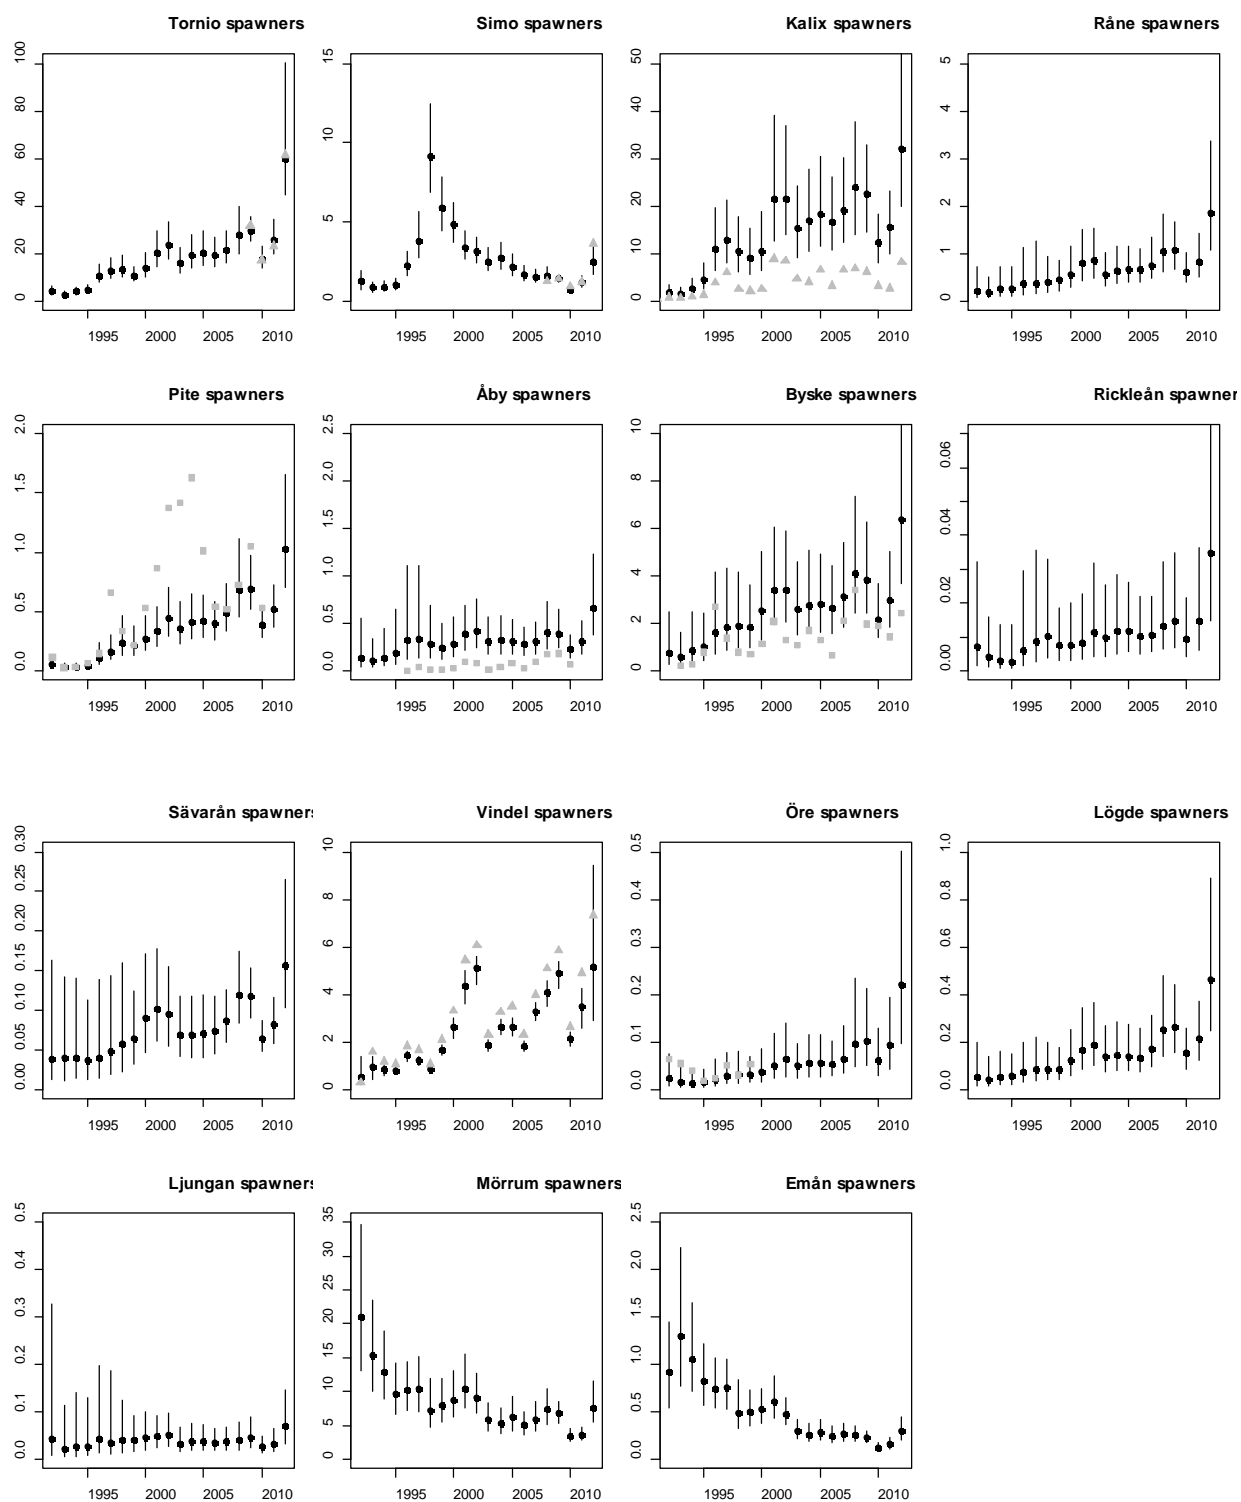 Tornio spawners Simo spawners Kalix spawners Råne spawners
0 20 40 60 80 100
0 5 10 15
0 10 20 30 40 50
0 1 2 3 4 5
1995 2000 2005 2010 1995 2000 2005 2010 1995 2000 2005 2010 1995 2000 2005 2010
Pite spawners Åby spawners Byske spawners Rickleån spawner
0.0 0.5 1.0 1.5 2.0
0.0 0.5 1.0 1.5 2.0 2.5
0 2 4 6 8 10
0.00 0.02 0.04 0.06
1995 2000 2005 2010 1995 2000 2005 2010 1995 2000 2005 2010 1995 2000 2005 2010
Sävarån spawners Vindel spawners Öre spawners Lögde spawners
0.00 0.05 0.10 0.15 0.20 0.25 0.30
0 2 4 6 8 10
0.0 0.1 0.2 0.3 0.4 0.5
0.0 0.2 0.4 0.6 0.8 1.0
1995 2000 2005 2010 1995 2000 2005 2010 1995 2000 2005 2010 1995 2000 2005 2010
Ljungan spawners Mörrum spawners Emån spawners
0.0 0.1 0.2 0.3 0.4 0.5
0 5 10 15 20 25 30 35
0.0 0.5 1.0 1.5 2.0 2.5
1995 2000 2005 2010 1995 2000 2005 2010 1995 2000 2005 2010